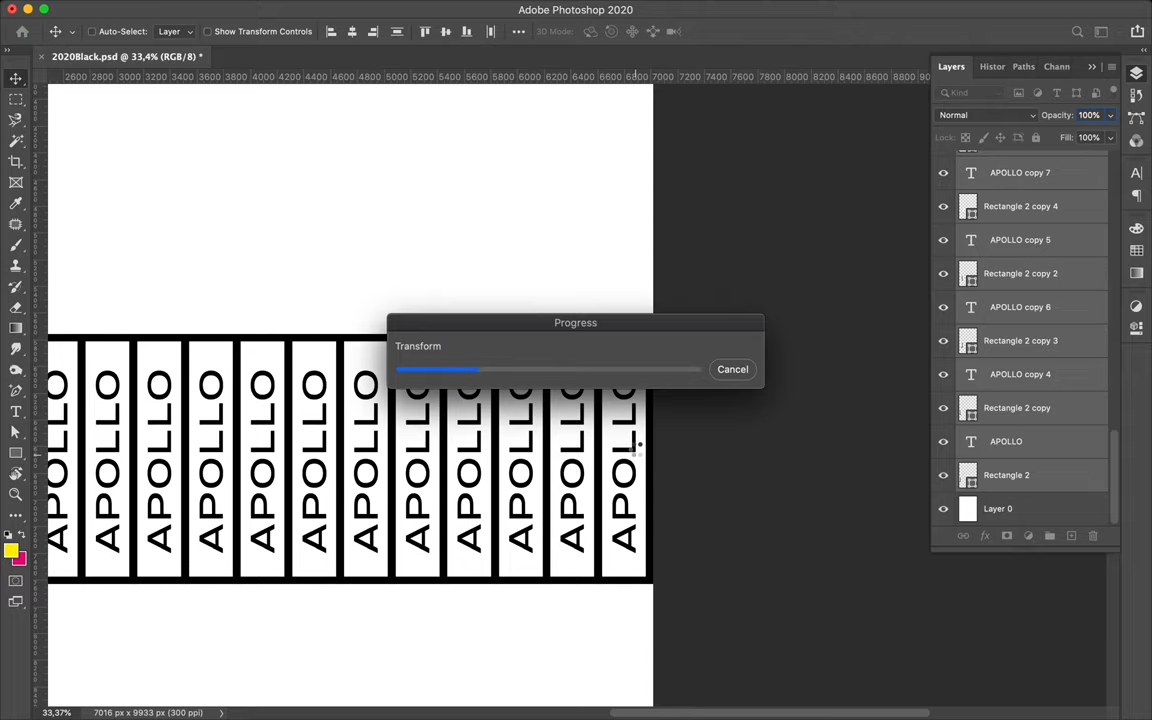 Adobe Photoshop 2020
Auto-Select: Layer Show Transform Controls 3D Mode:
2020Black.psd @ 33,4% (RGB/8) *
2600 2800 3000 3200 3400 3600 3800 4000 4200 4400 4600 4800 5000 5200 5400 5600 5800 6000 6200 6400 6600 6800 7000 7200 7400 7600 7800 8000 8200 8400 8600 8800
Layers Histor Paths Chann
Kind
Normal Opacity: 100%
Lock: Fill: 100%
APOLLO copy 7
Rectangle 2 copy 4
APOLLO copy 5
Rectangle 2 copy 2
APOLLO copy 6
Rectangle 2 copy 3
APOLLO copy 4
Rectangle 2 copy
APOLLO
Rectangle 2
Layer 0
Progress
Transform
Cancel
APOLLO
APOLLO
APOLLO
APOLLO
APOLLO
APOLLO
APOLLO
APOLLO
APOLLO
APOLLO
APOLLO
APOLLO
33,37% 7016 px x 9933 px (300 ppi)